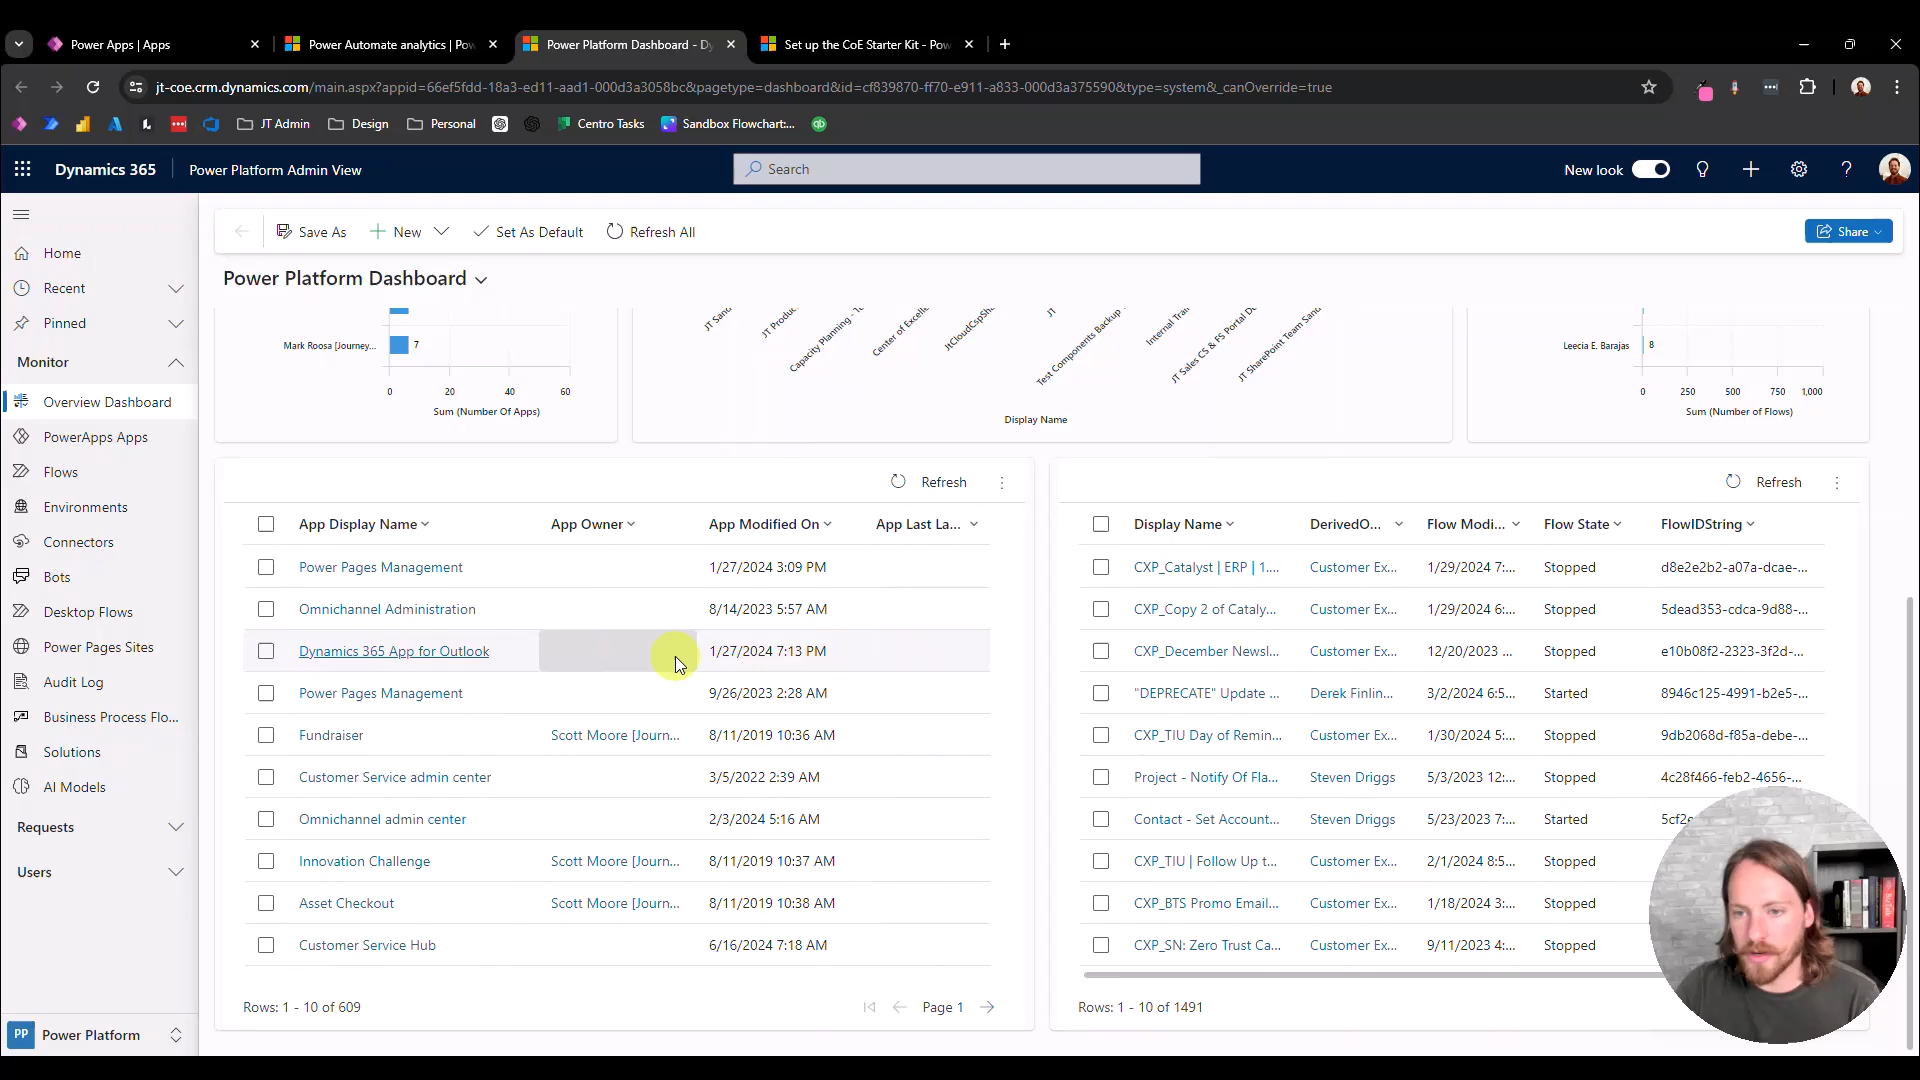 Power Apps | Apps
Power Automate analytics | Pow
Power Platform Dashboard - Dy
Set up the CoE Starter Kit - Pow
jt-coe.crm.dynamics.com/main.aspx?appid=66ef5fdd-18a3-ed11-aad1-000d3a3058bc&pagetype=dashboard&id=cf839870-ff70-e911-a833-000d3a375590&type=system&_canOverride=true
JT Admin
Design
Personal
Centro Tasks
Sandbox Flowchart:...
Dynamics 365
Power Platform Admin View
Search
New look
Home
Recent
Pinned
Monitor
Overview Dashboard
PowerApps Apps
Flows
Environments
Connectors
Bots
Desktop Flows
Power Pages Sites
Audit Log
Business Process Flo...
Solutions
AI Models
Requests
Users
PP Power Platform
Save As
New
Set As Default
Refresh All
Share
Power Platform Dashboard
Mark Roosa [Journey... 7
0 20 40 60
Sum (Number Of Apps)
JT Sand
JT Produc
Capacity Planning -
Center of Excelle
JtCloudCspSh
JT
Test Components Backup
Internal Trai
JT Sales CS & FS Portal D
JT SharePoint Team Sand
Display Name
Leecia E. Barajas 8
0 250 500 750 1,000
Sum (Number of Flows)
Refresh
App Display Name App Owner App Modified On App Last La...
Power Pages Management 1/27/2024 3:09 PM
Omnichannel Administration 8/14/2023 5:57 AM
Dynamics 365 App for Outlook 1/27/2024 7:13 PM
Power Pages Management 9/26/2023 2:28 AM
Fundraiser Scott Moore [Journ... 8/11/2019 10:36 AM
Customer Service admin center 3/5/2022 2:39 AM
Omnichannel admin center 2/3/2024 5:16 AM
Innovation Challenge Scott Moore [Journ... 8/11/2019 10:37 AM
Asset Checkout Scott Moore [Journ... 8/11/2019 10:38 AM
Customer Service Hub 6/16/2024 7:18 AM
Rows: 1 - 10 of 609
Page 1
Refresh
Display Name DerivedO... Flow Modi... Flow State FlowIDString
CXP_Catalyst | ERP | 1.... Customer Ex... 1/29/2024 7:... Stopped d8e2e2b2-a07a-dcae-...
CXP_Copy 2 of Cataly... Customer Ex... 1/29/2024 6:... Stopped 5dead353-cdca-9d88-...
CXP_December Newsl... Customer Ex... 12/20/2023 ... Stopped e10b08f2-2323-3f2d-...
"DEPRECATE" Update ... Derek Finlin... 3/2/2024 6:5... Started 8946c125-4991-b2e5-...
CXP_TIU Day of Remin... Customer Ex... 1/30/2024 5:... Stopped 9db2068d-f85a-debe-...
Project - Notify Of Fla... Steven Driggs 5/3/2023 12:... Stopped 4c28f466-feb2-4656-...
Contact - Set Account... Steven Driggs 5/23/2023 7:... Started
CXP_TIU | Follow Up t... Customer Ex... 2/1/2024 8:5... Stopped
CXP_BTS Promo Email... Customer Ex... 1/18/2024 3:... Stopped
CXP_SN: Zero Trust Ca... Customer Ex... 9/11/2023 4:... Stopped
Rows: 1 - 10 of 1491